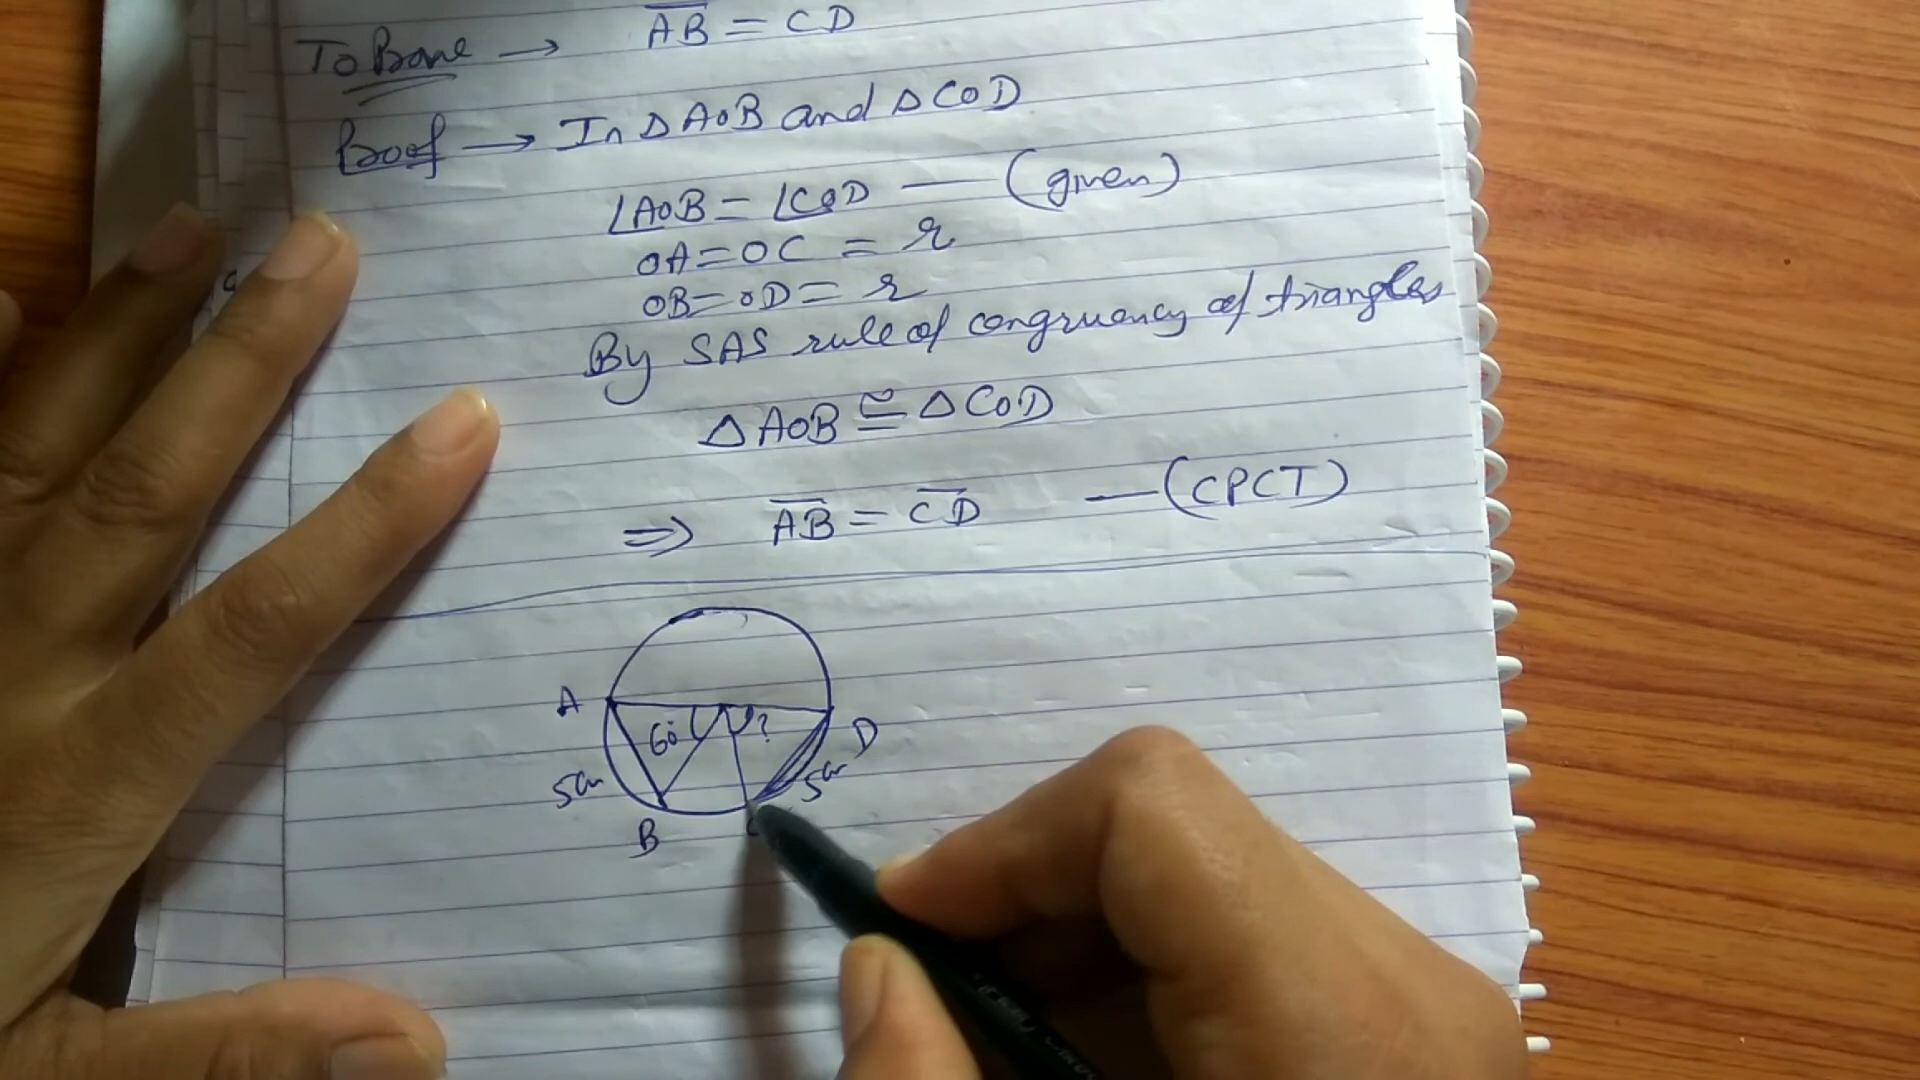 To Prove → AB = CD
Proof → In Δ AOB and Δ COD
∠AOB = ∠COD — (given)
OA = OC = r
OB = OD = r
By SAS rule of congruency of triangles
Δ AOB ≅ Δ COD
⇒ AB = CD — (CPCT)
A
60°
?
D
5cm
5cm
B
C